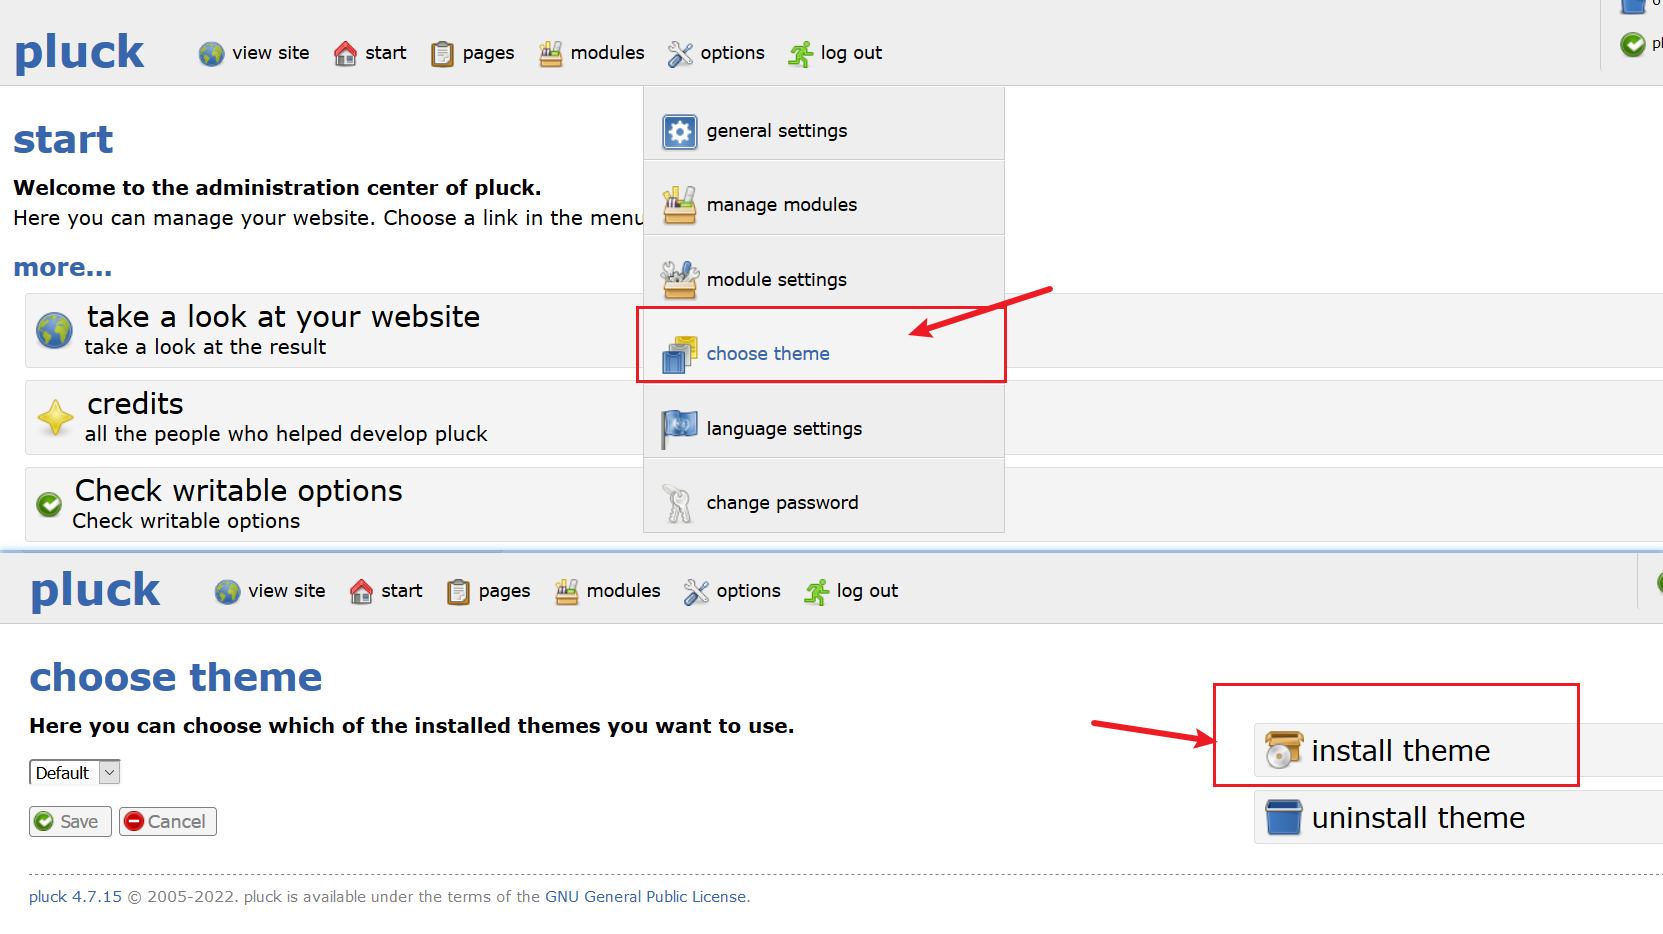 pluck view site start pages modules options log out
general settings
start
Welcome to the administration center of pluck.
manage modules
Here you can manage your website. Choose a link in the menu
more...
module settings
take a look at your website
take a look at the result
choose theme
credits
all the people who helped develop pluck
language settings
Check writable options
Check writable options
change password
pluck view site start pages modules options log out
choose theme
Here you can choose which of the installed themes you want to use.
install theme
Default
Save Cancel
uninstall theme
pluck 4.7.15 © 2005-2022. pluck is available under the terms of the GNU General Public License.